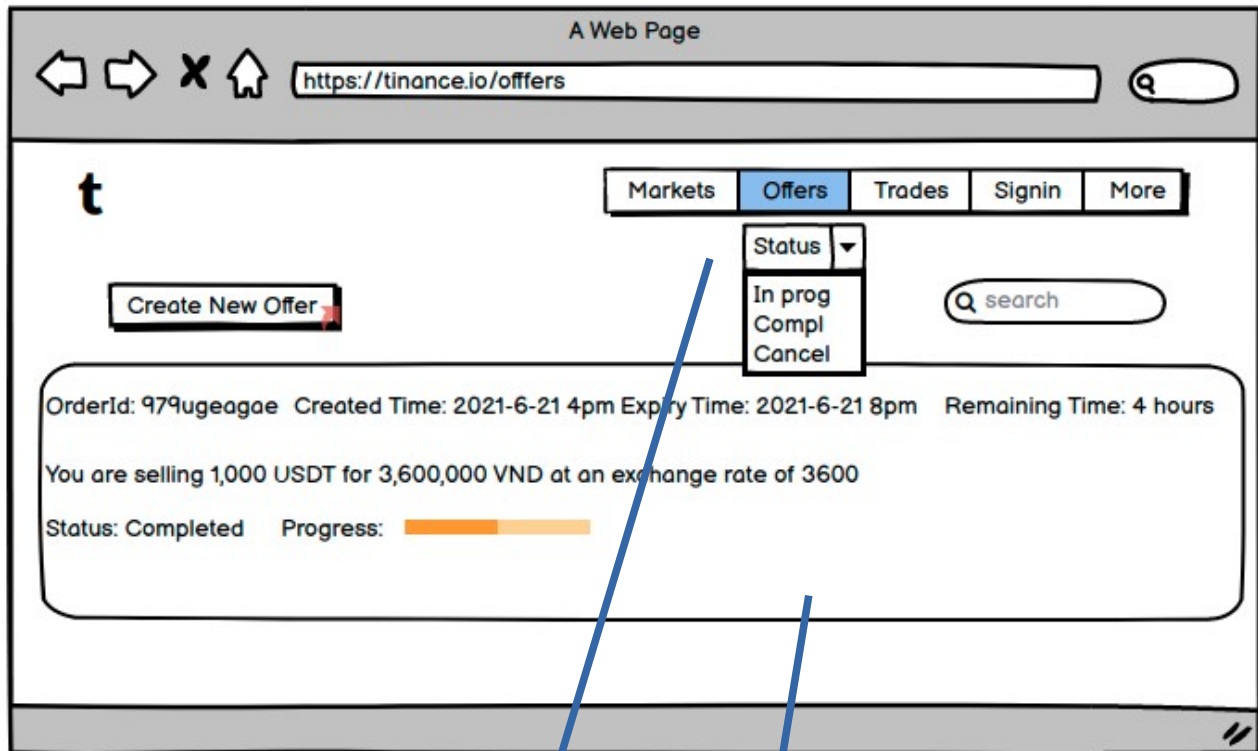 A Web Page
https://tinance.io/offfers
t
Markets Offers Trades Signin More
Status
In prog
Compl
Cancel
Create New Offer
search
OrderId: 979ugeagae Created Time: 2021-6-21 4pm Expiry Time: 2021-6-21 8pm Remaining Time: 4 hours
You are selling 1,000 USDT for 3,600,000 VND at an exchange rate of 3600
Status: Completed Progress: